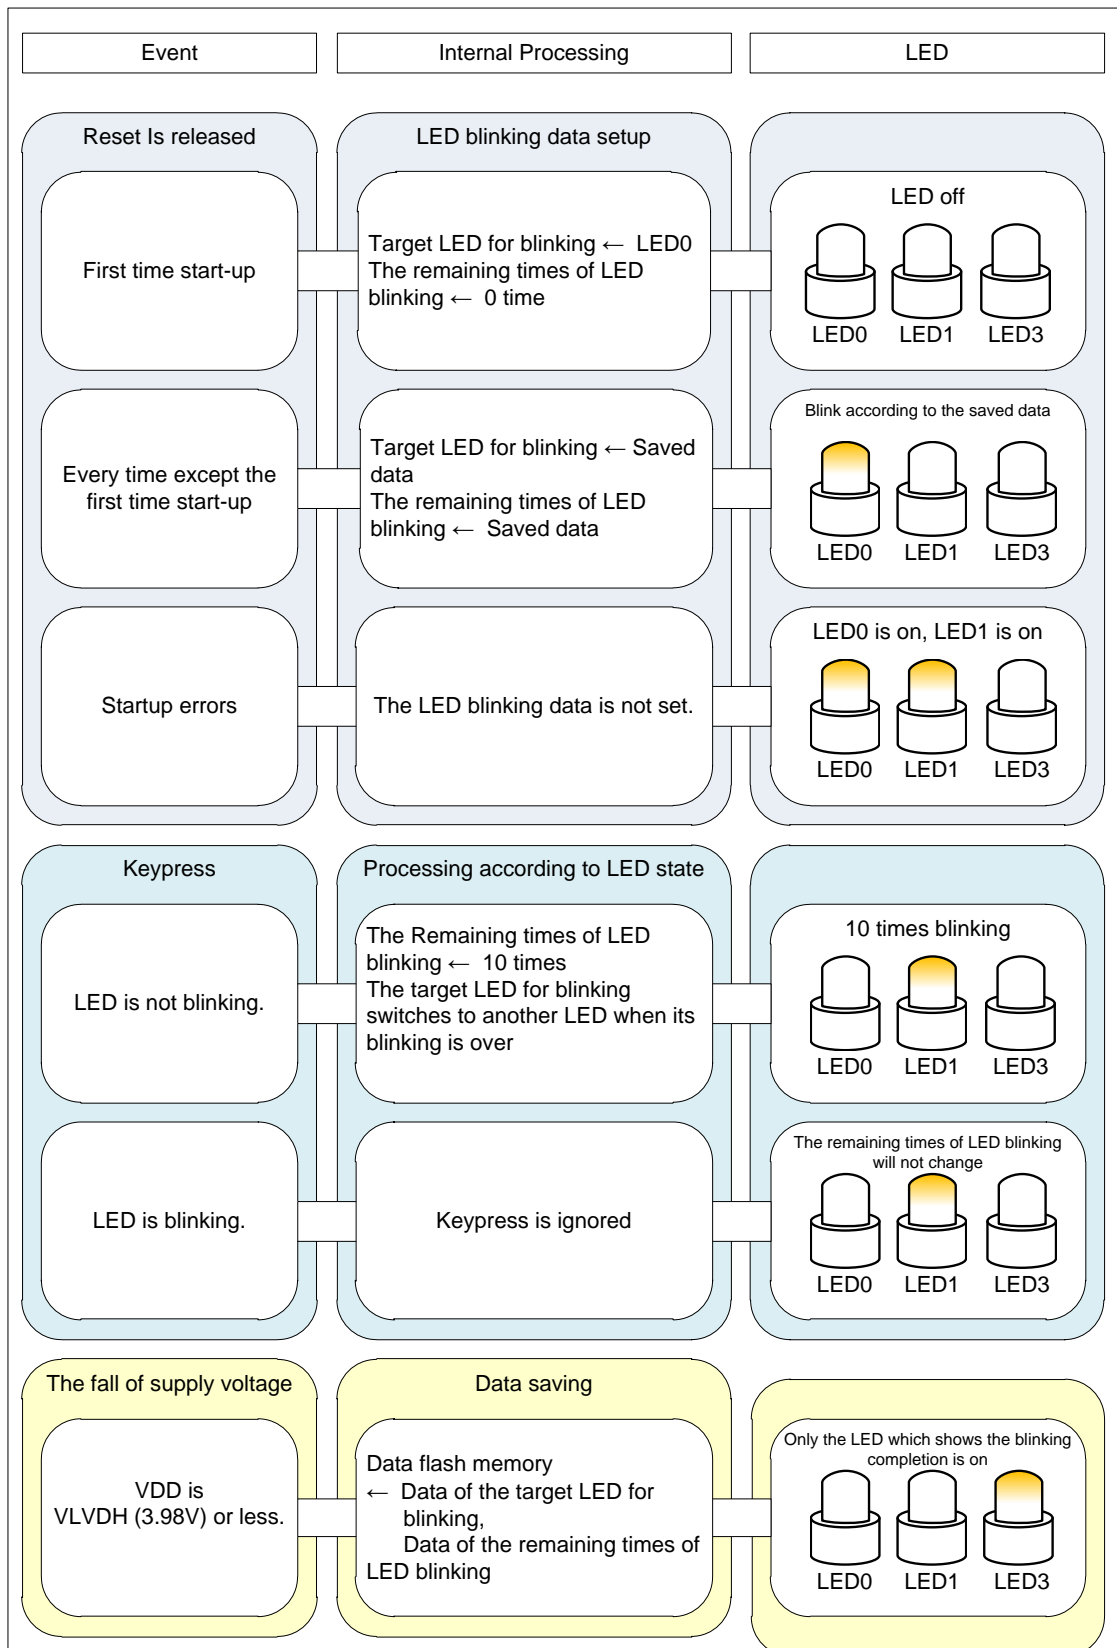 Event
Internal Processing
LED
Reset Is released
LED blinking data setup
First time start-up
Target LED for blinking ← LED0
The remaining times of LED
blinking ← 0 time
LED off
LED0 LED1 LED3
Every time except the
first time start-up
Target LED for blinking ← Saved
data
The remaining times of LED
blinking ← Saved data
Blink according to the saved data
LED0 LED1 LED3
Startup errors
The LED blinking data is not set.
LED0 is on, LED1 is on
LED0 LED1 LED3
Keypress
Processing according to LED state
LED is not blinking.
The Remaining times of LED
blinking ← 10 times
The target LED for blinking
switches to another LED when its
blinking is over
10 times blinking
LED0 LED1 LED3
LED is blinking.
Keypress is ignored
The remaining times of LED blinking
will not change
LED0 LED1 LED3
The fall of supply voltage
Data saving
VDD is
VLVDH (3.98V) or less.
Data flash memory
← Data of the target LED for
blinking,
Data of the remaining times of
LED blinking
Only the LED which shows the blinking
completion is on
LED0 LED1 LED3